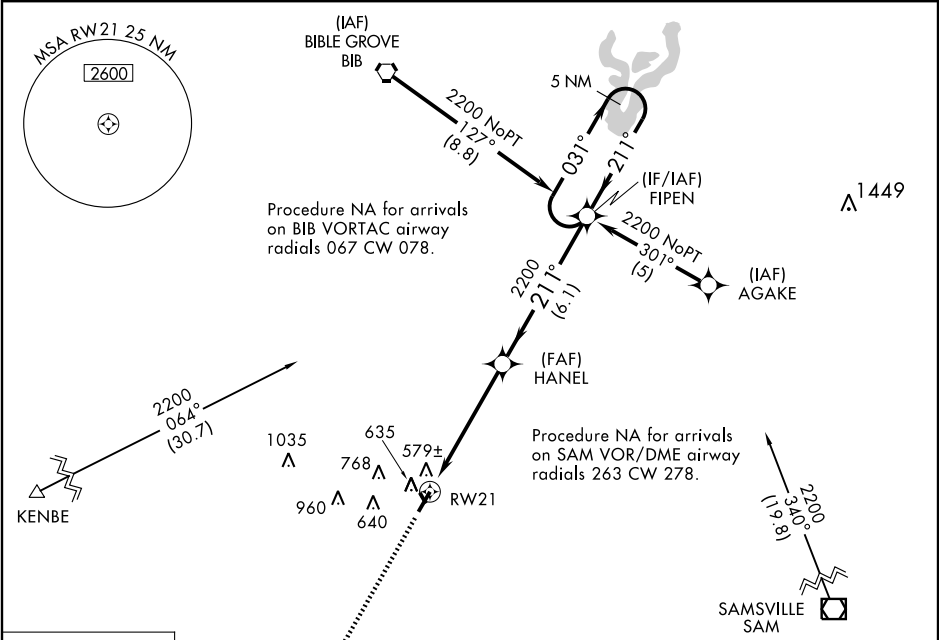 MSA RW21 25 NM
2600
(IAF)
BIBLE GROVE
BIB
2200 NoPT
127°
(8.8)
5 NM
031°
211°
(IF/IAF)
FIPEN
1449
Procedure NA for arrivals
on BIB VORTAC airway
radials 067 CW 078.
2200 NoPT
301°
(5)
(IAF)
AGAKE
2200
211°
(6.1)
(FAF)
HANEL
2200
064°
(30.7)
KENBE
1035
635
579±
768
960
640
RW21
Procedure NA for arrivals
on SAM VOR/DME airway
radials 263 CW 278.
2200
340°
(19.8)
SAMSVILLE
SAM